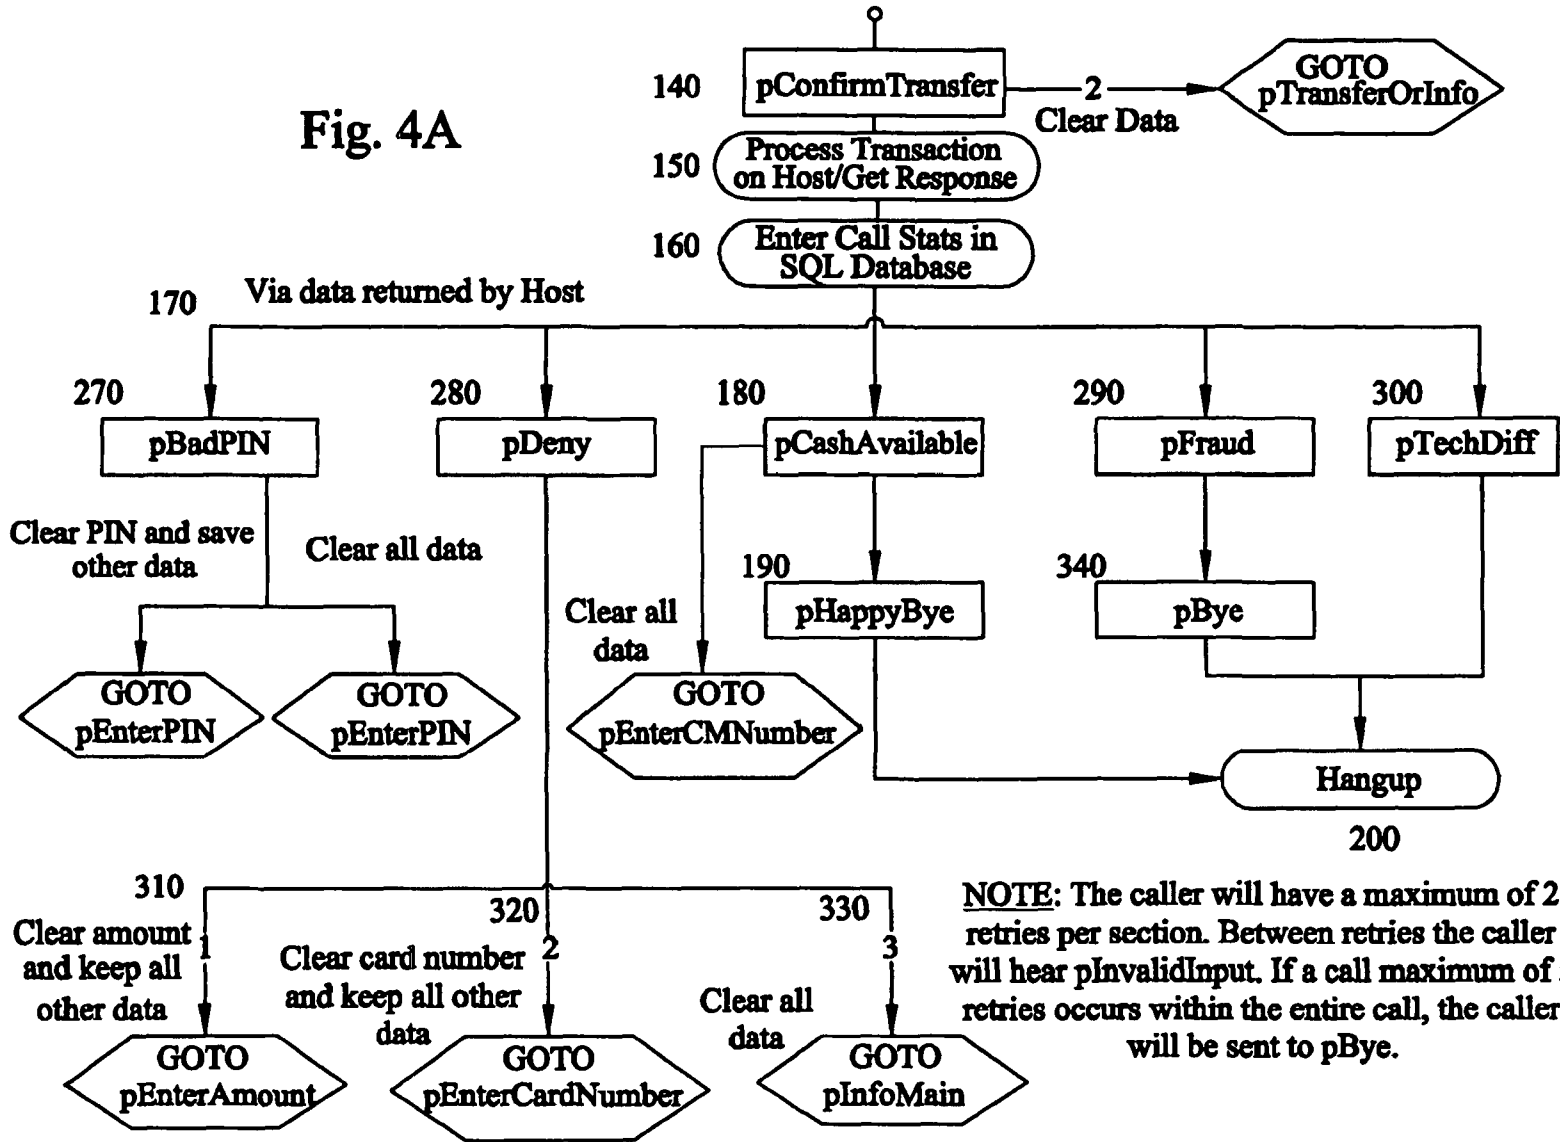 140
pConfirmTransfer
2
Clear Data
GOTO
pTransferOrInfo
Fig. 4A
150
Process Transaction
on Host/Get Response
160
Enter Call Stats in
SQL Database
170
Via data returned by Host
270
pBadPIN
280
pDeny
180
pCashAvailable
290
pFraud
300
pTechDiff
Clear PIN and save
other data
Clear all data
190
pHappyBye
340
pBye
Clear all
data
GOTO
pEnterPIN
GOTO
pEnterPIN
GOTO
pEnterCMNumber
Hangup
200
310
Clear amount
and keep all
other data
1
320
Clear card number
and keep all other
data
2
330
Clear all
data
3
GOTO
pEnterAmount
GOTO
pEnterCardNumber
GOTO
pInfoMain
NOTE: The caller will have a maximum of 2
retries per section. Between retries the caller
will hear pInvalidInput. If a call maximum of
retries occurs within the entire call, the caller
will be sent to pBye.